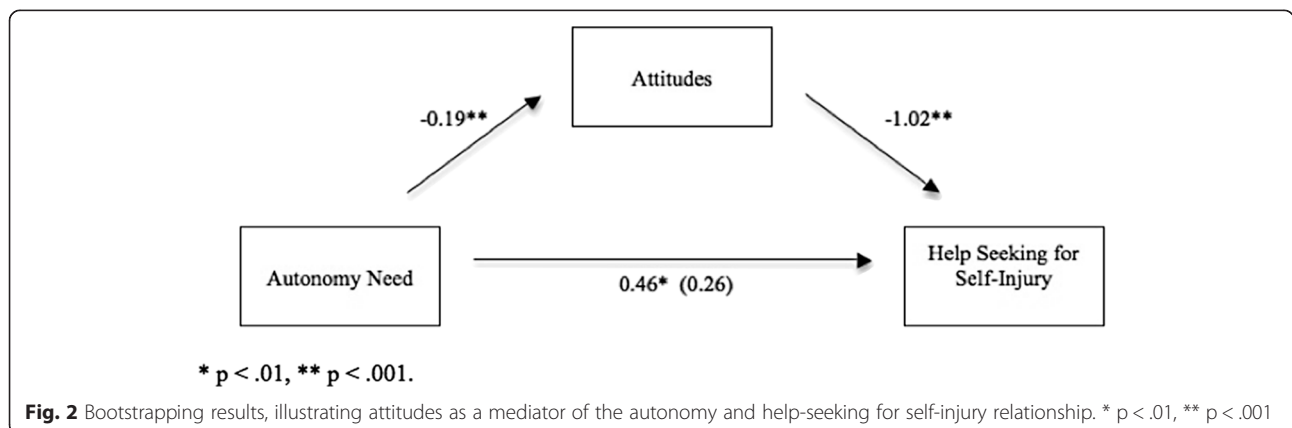 Attitudes
-0.19**
-1.02**
Autonomy Need
Help Seeking for
Self-Injury
0.46* (0.26)
* p < .01, ** p < .001.
Fig. 2 Bootstrapping results, illustrating attitudes as a mediator of the autonomy and help-seeking for self-injury relationship. * p < .01, ** p < .001